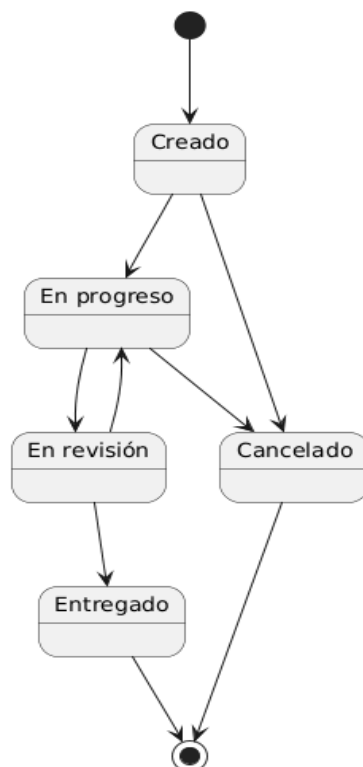 Creado
En progreso
En revisión
Cancelado
Entregado